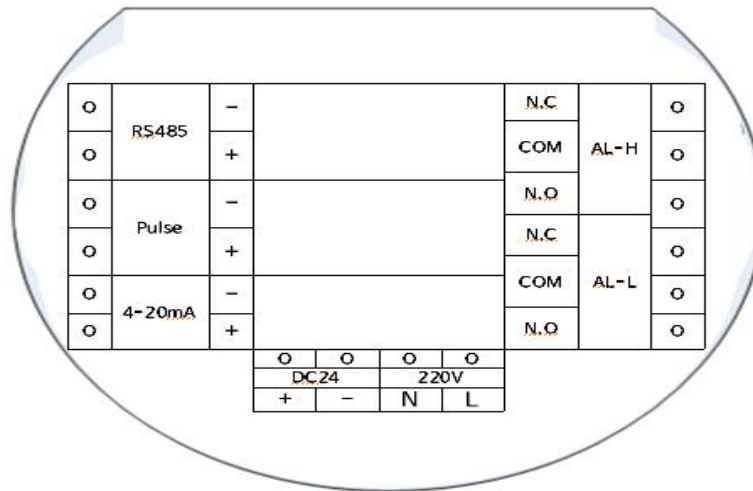 O RS485 − N.C AL-H O
O + COM O
O Pulse − N.O O
O + N.C AL-L O
O 4-20mA − COM O
O + N.O O
O O O O
DC24 220V
+ − N L